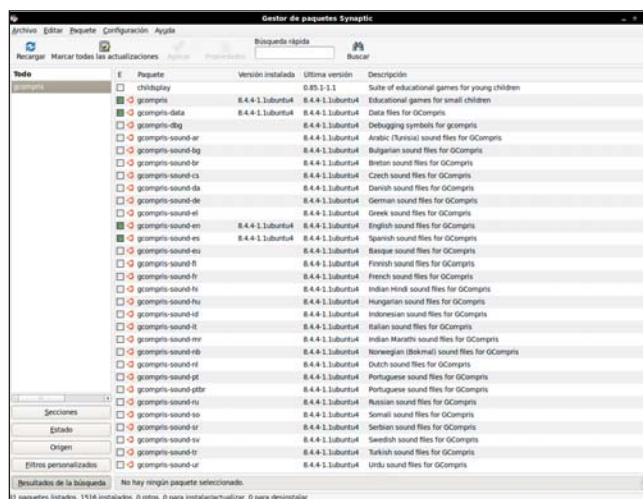 Gestor de paquetes Synaptic
Archivo Editar Paquete Configuración Ayuda
Búsqueda rápida
Recargar Marcar todas las actualizaciones Aplicar Propiedades Buscar
Todo
gcompris
E Paquete Versión instalada Última versión Descripción
childsplay 0.85.1-1.1 Suite of educational games for young children
gcompris 8.4.4-1.1ubuntu4 8.4.4-1.1ubuntu4 Educational games for small children
gcompris-data 8.4.4-1.1ubuntu4 8.4.4-1.1ubuntu4 Data files for GCompris
gcompris-dbg 8.4.4-1.1ubuntu4 Debugging symbols for gcompris
gcompris-sound-ar 8.4.4-1.1ubuntu4 Arabic (Tunisia) sound files for GCompris
gcompris-sound-bg 8.4.4-1.1ubuntu4 Bulgarian sound files for GCompris
gcompris-sound-br 8.4.4-1.1ubuntu4 Breton sound files for GCompris
gcompris-sound-cs 8.4.4-1.1ubuntu4 Czech sound files for GCompris
gcompris-sound-da 8.4.4-1.1ubuntu4 Danish sound files for GCompris
gcompris-sound-de 8.4.4-1.1ubuntu4 German sound files for GCompris
gcompris-sound-el 8.4.4-1.1ubuntu4 Greek sound files for GCompris
gcompris-sound-en 8.4.4-1.1ubuntu4 8.4.4-1.1ubuntu4 English sound files for GCompris
gcompris-sound-es 8.4.4-1.1ubuntu4 8.4.4-1.1ubuntu4 Spanish sound files for GCompris
gcompris-sound-eu 8.4.4-1.1ubuntu4 Basque sound files for GCompris
gcompris-sound-fi 8.4.4-1.1ubuntu4 Finnish sound files for GCompris
gcompris-sound-fr 8.4.4-1.1ubuntu4 French sound files for GCompris
gcompris-sound-hi 8.4.4-1.1ubuntu4 Indian Hindi sound files for GCompris
gcompris-sound-hu 8.4.4-1.1ubuntu4 Hungarian sound files for GCompris
gcompris-sound-id 8.4.4-1.1ubuntu4 Indonesian sound files for GCompris
gcompris-sound-it 8.4.4-1.1ubuntu4 Italian sound files for GCompris
gcompris-sound-mr 8.4.4-1.1ubuntu4 Indian Marathi sound files for GCompris
gcompris-sound-nb 8.4.4-1.1ubuntu4 Norwegian (Bokmal) sound files for GCompris
gcompris-sound-nl 8.4.4-1.1ubuntu4 Dutch sound files for GCompris
gcompris-sound-pt 8.4.4-1.1ubuntu4 Portuguese sound files for GCompris
gcompris-sound-ptbr 8.4.4-1.1ubuntu4 Portuguese sound files for GCompris
gcompris-sound-ru 8.4.4-1.1ubuntu4 Russian sound files for GCompris
gcompris-sound-so 8.4.4-1.1ubuntu4 Somali sound files for GCompris
gcompris-sound-sr 8.4.4-1.1ubuntu4 Serbian sound files for GCompris
gcompris-sound-sv 8.4.4-1.1ubuntu4 Swedish sound files for GCompris
gcompris-sound-tr 8.4.4-1.1ubuntu4 Turkish sound files for GCompris
gcompris-sound-ur 8.4.4-1.1ubuntu4 Urdu sound files for GCompris
Secciones
Estado
Origen
Filtros personalizados
Resultados de la búsqueda
No hay ningún paquete seleccionado.
paquetes listados, 1516 instalados, 0 rotos, 0 para instalar/actualizar, 0 para desinstalar